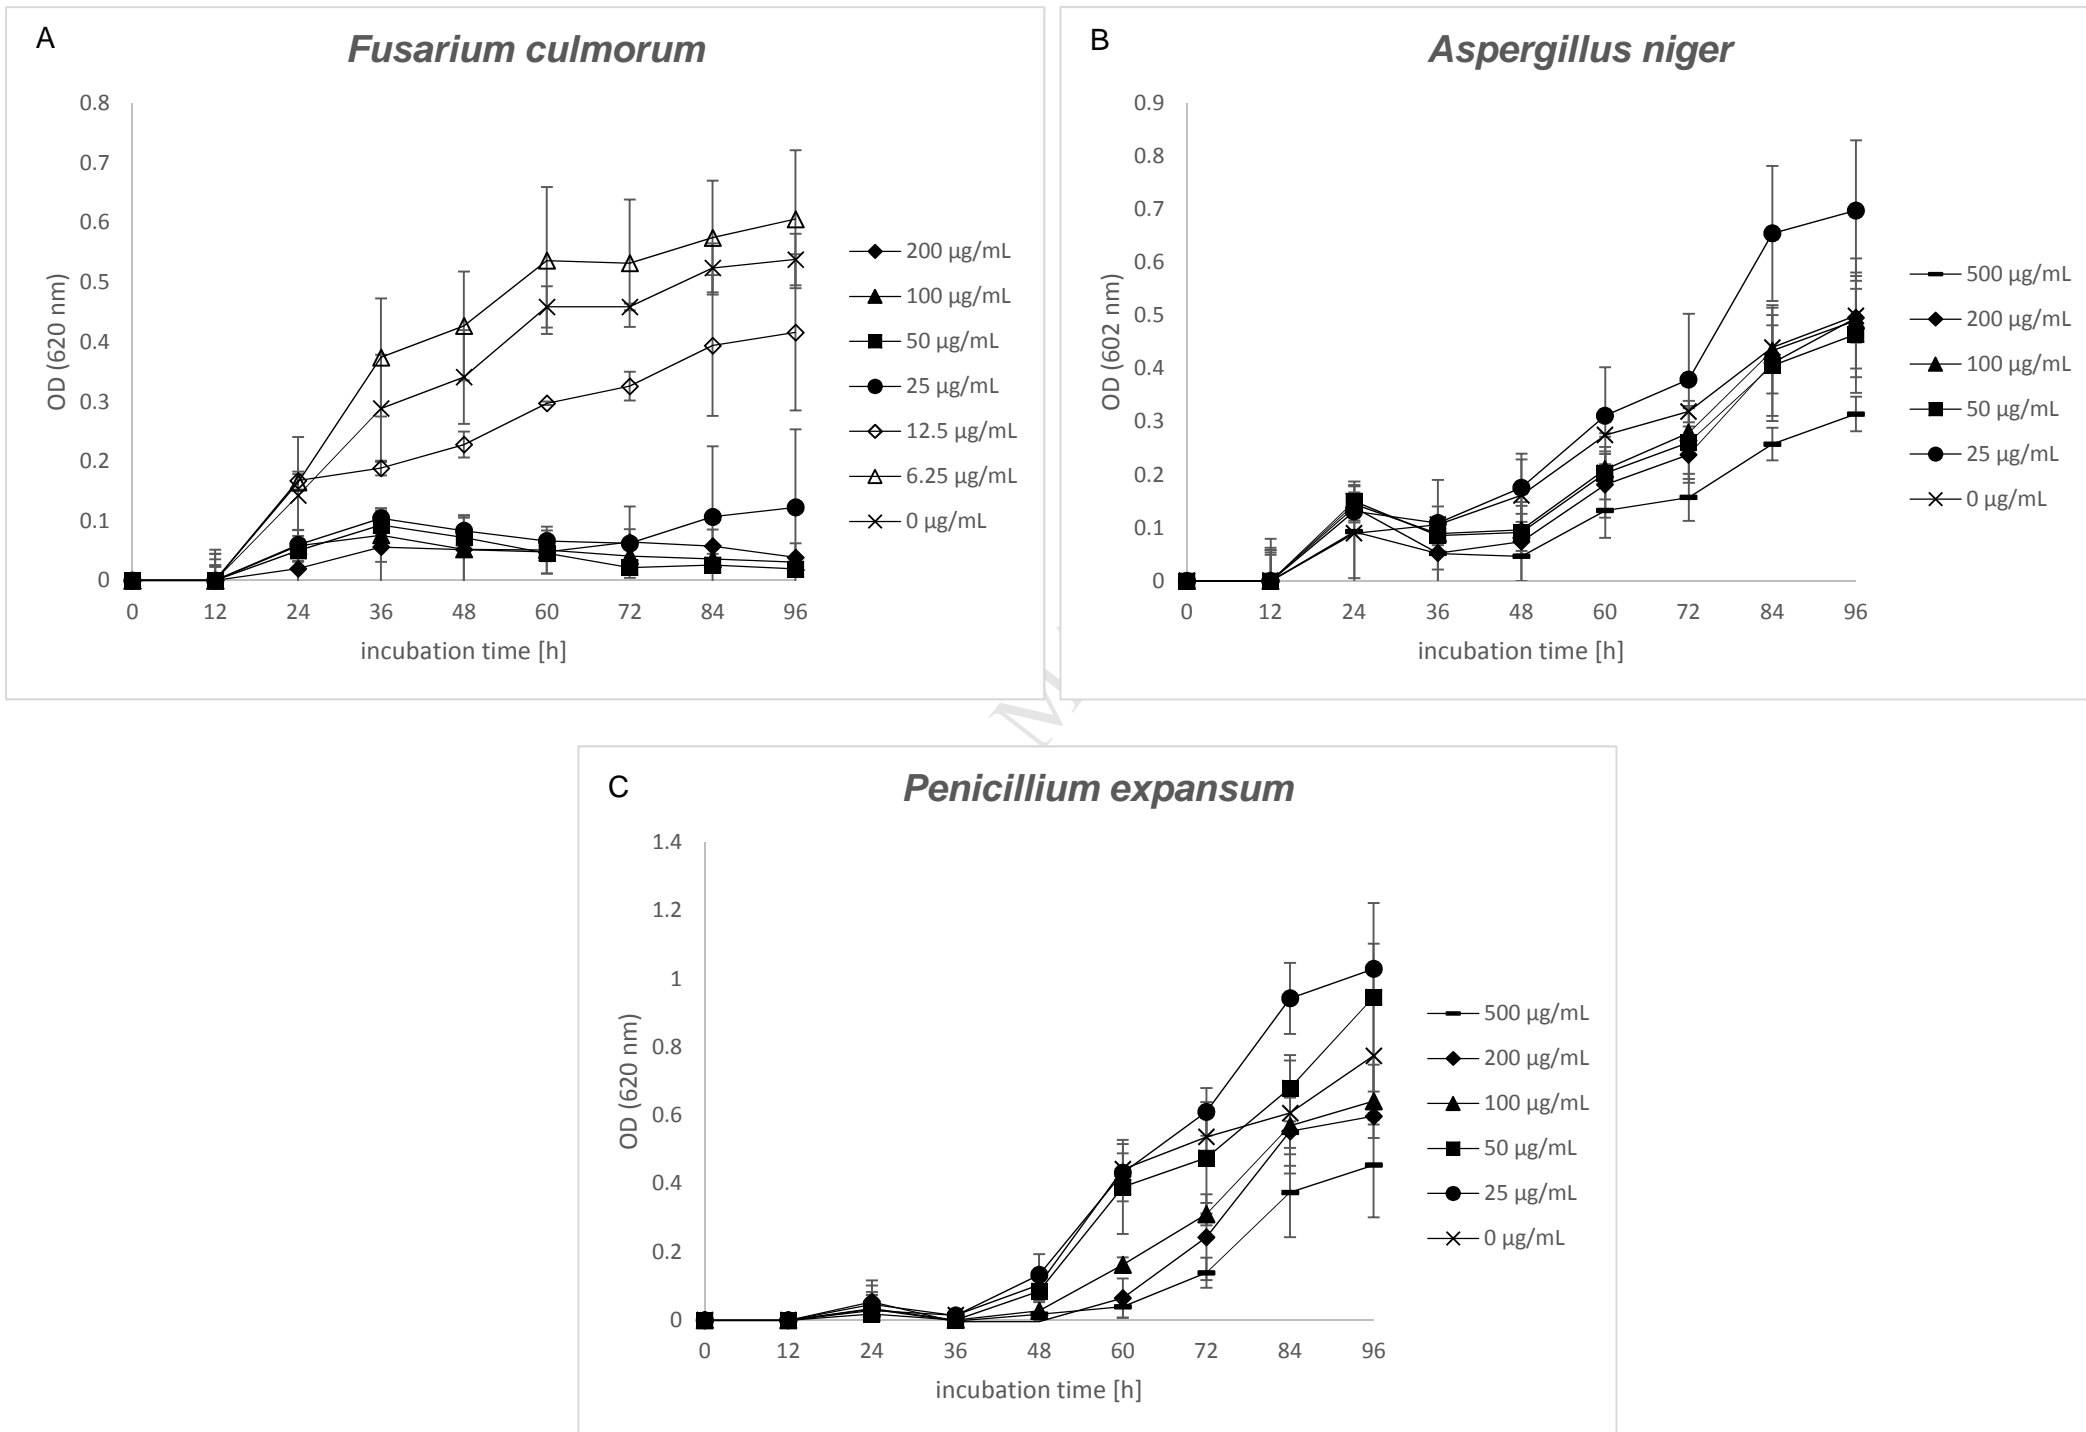 A
Fusarium culmorum
0.8
0.7
0.6
0.5
0.4
0.3
0.2
0.1
0
OD (620 nm)
0 12 24 36 48 60 72 84 96
incubation time [h]
200 µg/mL
100 µg/mL
50 µg/mL
25 µg/mL
12.5 µg/mL
6.25 µg/mL
0 µg/mL
B
Aspergillus niger
0.9
0.8
0.7
0.6
0.5
0.4
0.3
0.2
0.1
0
OD (602 nm)
0 12 24 36 48 60 72 84 96
incubation time [h]
500 µg/mL
200 µg/mL
100 µg/mL
50 µg/mL
25 µg/mL
0 µg/mL
M
C
Penicillium expansum
1.4
1.2
1
0.8
0.6
0.4
0.2
0
OD (620 nm)
0 12 24 36 48 60 72 84 96
incubation time [h]
500 µg/mL
200 µg/mL
100 µg/mL
50 µg/mL
25 µg/mL
0 µg/mL